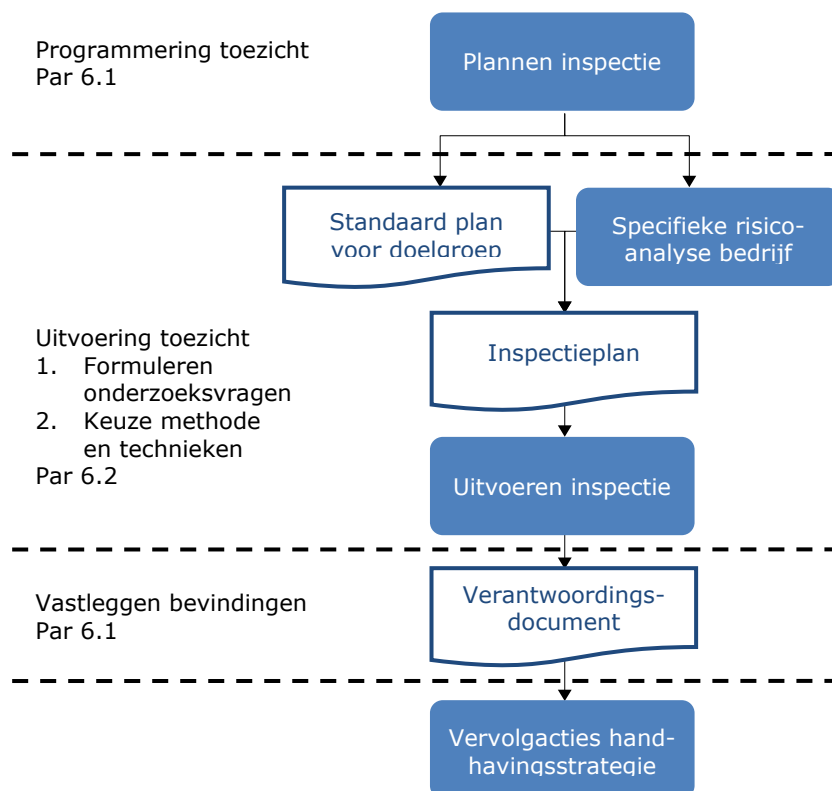 Programmering toezicht
Par 6.1
Plannen inspectie
Standaard plan
voor doelgroep
Specifieke risico-
analyse bedrijf
Uitvoering toezicht
1. Formuleren
onderzoeksvragen
2. Keuze methode
en technieken
Par 6.2
Inspectieplan
Uitvoeren inspectie
Vastleggen bevindingen
Par 6.1
Verantwoordings-
document
Vervolgacties hand-
havingsstrategie